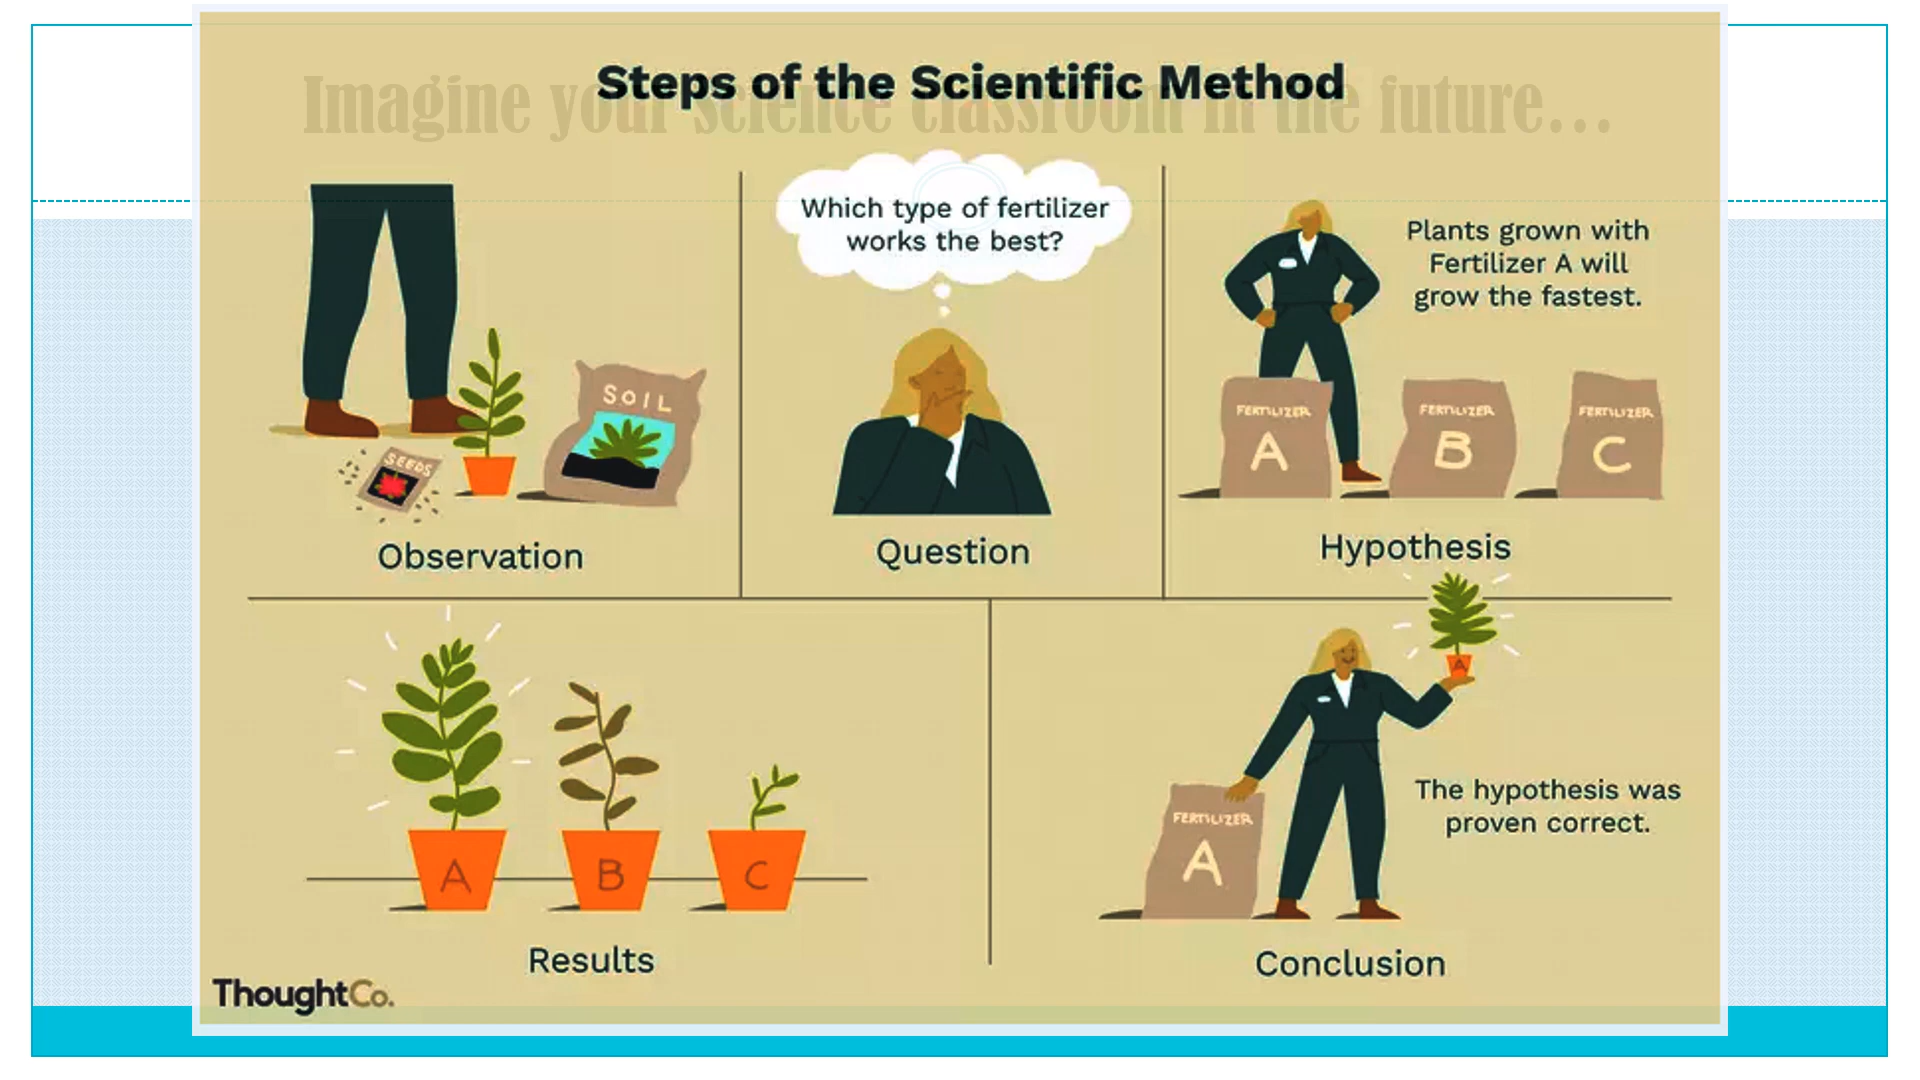 Imagine your science classroom in the future...
Steps of the Scientific Method
Which type of fertilizer
works the best?
Plants grown with
Fertilizer A will
grow the fastest.
SOIL
SEEDS
FERTILIZER
A
FERTILIZER
B
FERTILIZER
C
Observation
Question
Hypothesis
A
B
C
A
FERTILIZER
A
The hypothesis was
proven correct.
Results
Conclusion
ThoughtCo.